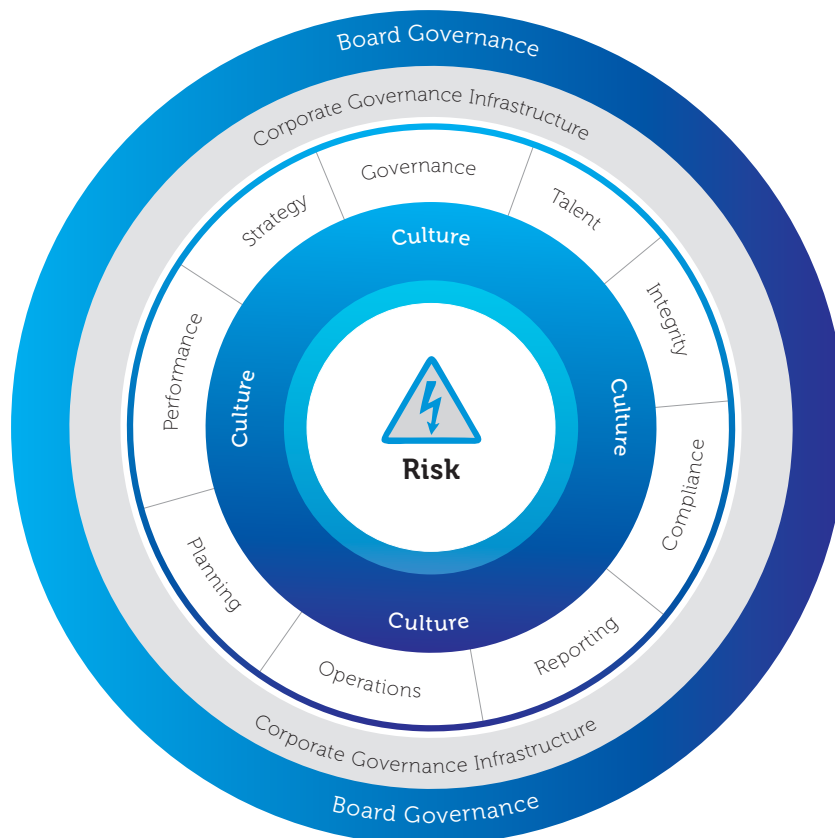 Board Governance
Corporate Governance Infrastructure
Governance
Strategy
Talent
Culture
Integrity
Performance
Culture
Culture
Risk
Compliance
Planning
Culture
Reporting
Operations
Corporate Governance Infrastructure
Board Governance